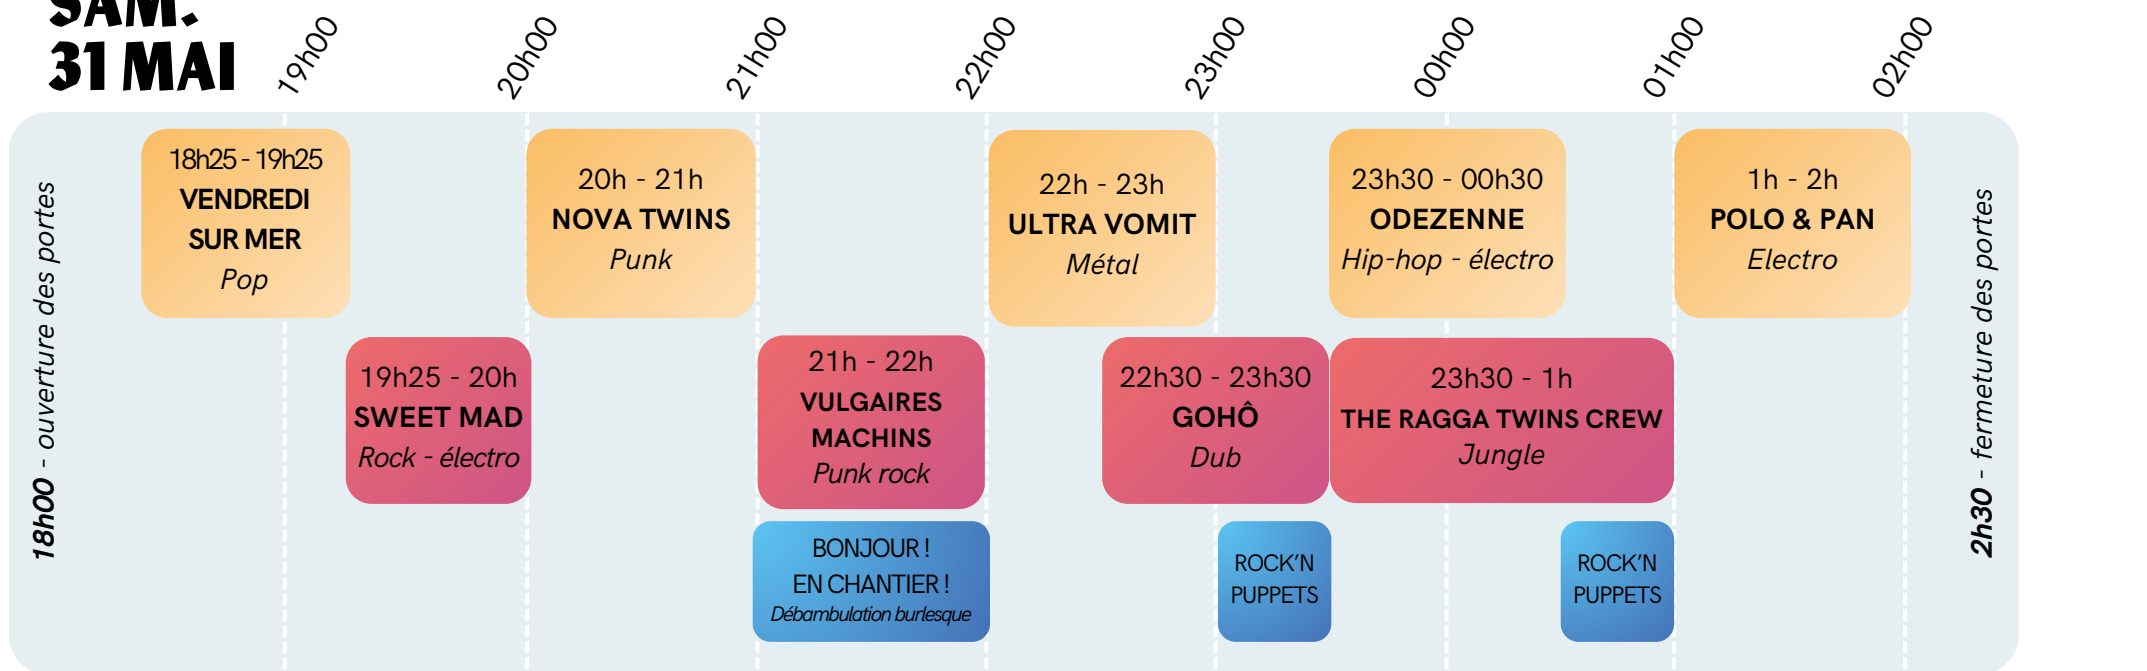 SAM.
31 MAI
19h00
20h00
21h00
22h00
23h00
00h00
01h00
02h00
18h00 - ouverture des portes
18h25 - 19h25
VENDREDI
SUR MER
Pop
20h - 21h
NOVA TWINS
Punk
22h - 23h
ULTRA VOMIT
Métal
23h30 - 00h30
ODEZENNE
Hip-hop - électro
1h - 2h
POLO & PAN
Electro
19h25 - 20h
SWEET MAD
Rock - électro
21h - 22h
VULGAIRES
MACHINS
Punk rock
22h30 - 23h30
GOHÔ
Dub
23h30 - 1h
THE RAGGA TWINS CREW
Jungle
BONJOUR !
EN CHANTIER !
Débambulation burlesque
ROCK'N
PUPPETS
ROCK'N
PUPPETS
2h30 - fermeture des portes